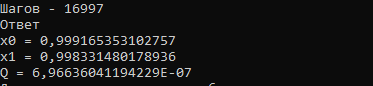 Шагов - 16997
Ответ
x0 = 0,999165353102757
x1 = 0,998331480178936
Q = 6,96636041194229E-07